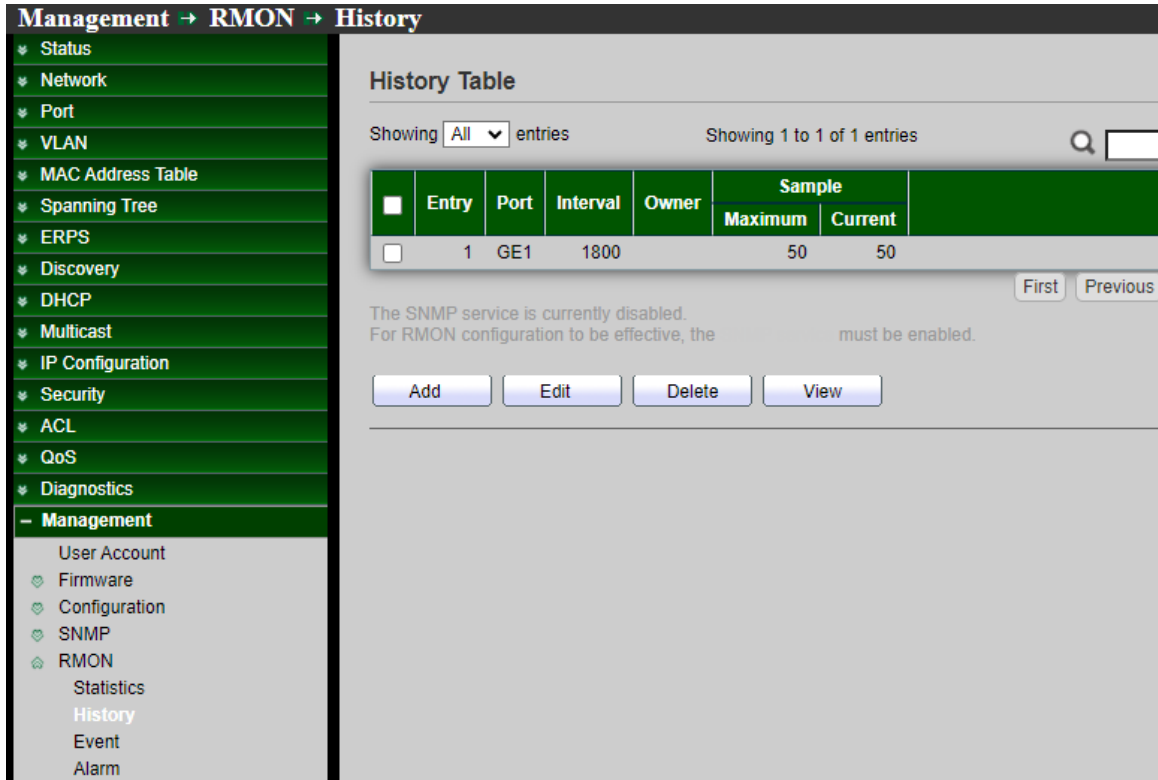 Management → RMON → History
Status
Network
Port
VLAN
MAC Address Table
Spanning Tree
ERPS
Discovery
DHCP
Multicast
IP Configuration
Security
ACL
QoS
Diagnostics
Management
User Account
Firmware
Configuration
SNMP
RMON
Statistics
History
Event
Alarm
History Table
Showing All entries Showing 1 to 1 of 1 entries
Entry Port Interval Owner Sample
Maximum Current
1 GE1 1800 50 50
First Previous
The SNMP service is currently disabled.
For RMON configuration to be effective, the must be enabled.
Add Edit Delete View